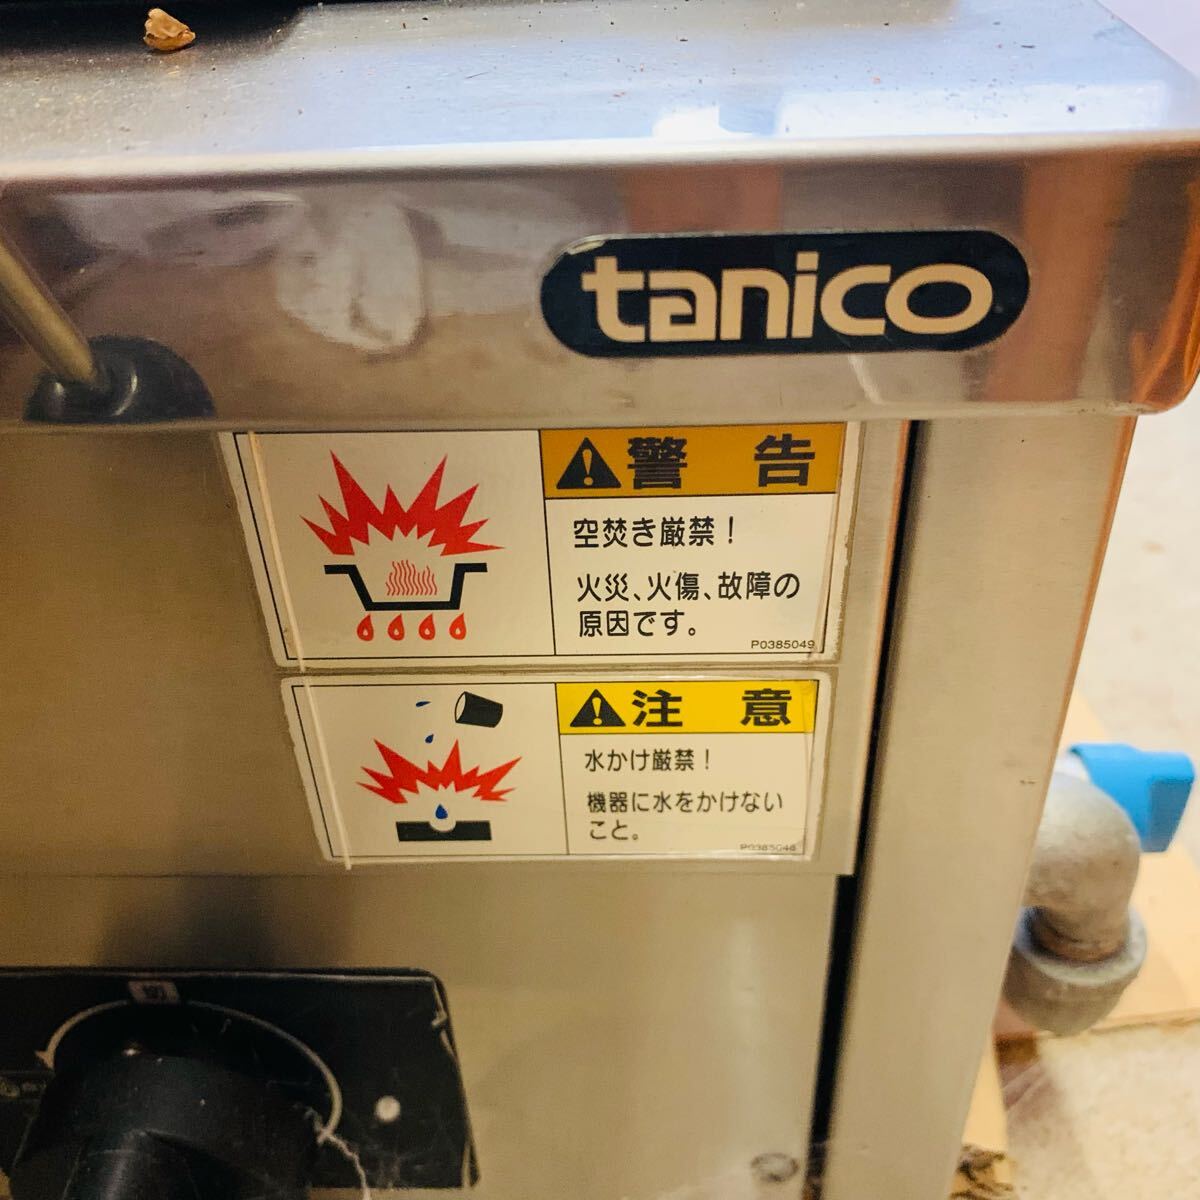 tanico
警告
空焚き厳禁！
火災、火傷、故障の
原因です。
P0385049
注意
水かけ厳禁！
機器に水をかけない
こと。
P0385048
切